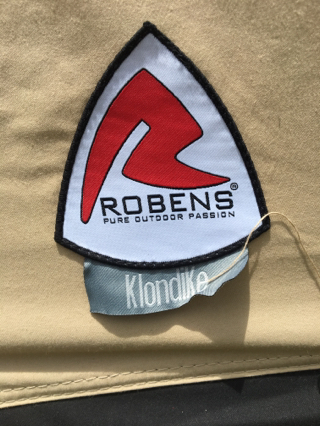 ROBENS®
PURE OUTDOOR PASSION
Klondike